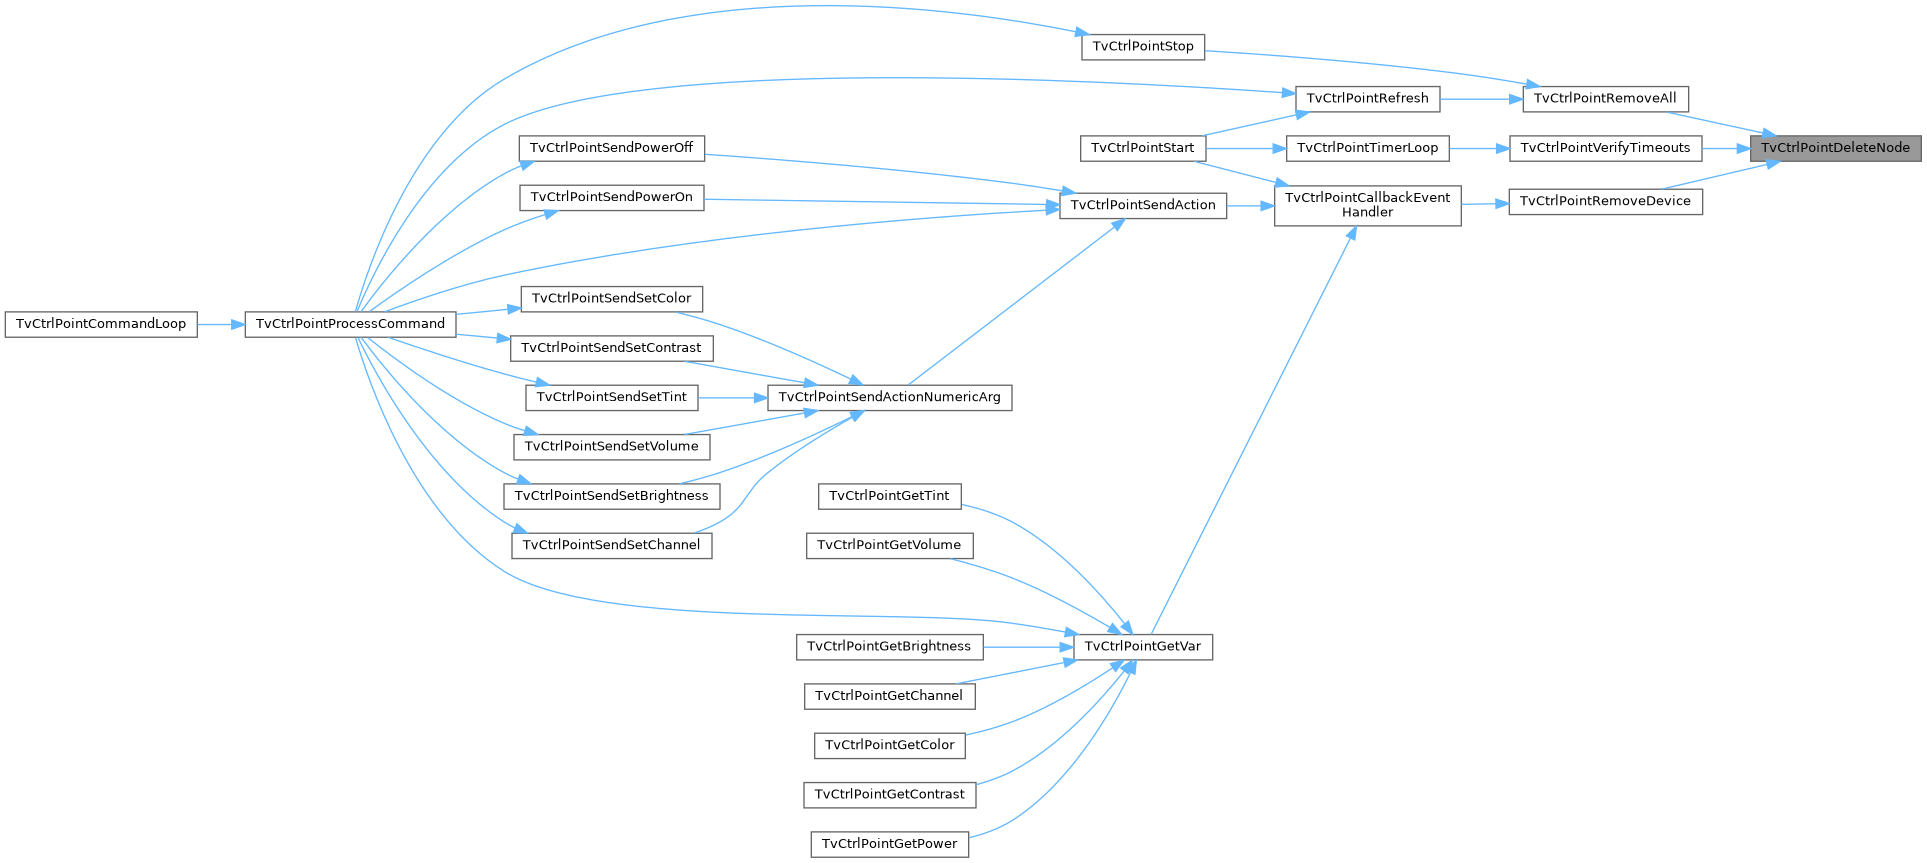 TvCtrlPointStop
TvCtrlPointRefresh
TvCtrlPointRemoveAll
TvCtrlPointSendPowerOff
TvCtrlPointStart
TvCtrlPointTimerLoop
TvCtrlPointVerifyTimeouts
TvCtrlPointDeleteNode
TvCtrlPointSendPowerOn
TvCtrlPointSendAction
TvCtrlPointCallbackEvent
Handler
TvCtrlPointRemoveDevice
TvCtrlPointSendSetColor
TvCtrlPointCommandLoop
TvCtrlPointProcessCommand
TvCtrlPointSendSetContrast
TvCtrlPointSendSetTint
TvCtrlPointSendActionNumericArg
TvCtrlPointSendSetVolume
TvCtrlPointSendSetBrightness
TvCtrlPointGetTint
TvCtrlPointSendSetChannel
TvCtrlPointGetVolume
TvCtrlPointGetBrightness
TvCtrlPointGetVar
TvCtrlPointGetChannel
TvCtrlPointGetColor
TvCtrlPointGetContrast
TvCtrlPointGetPower